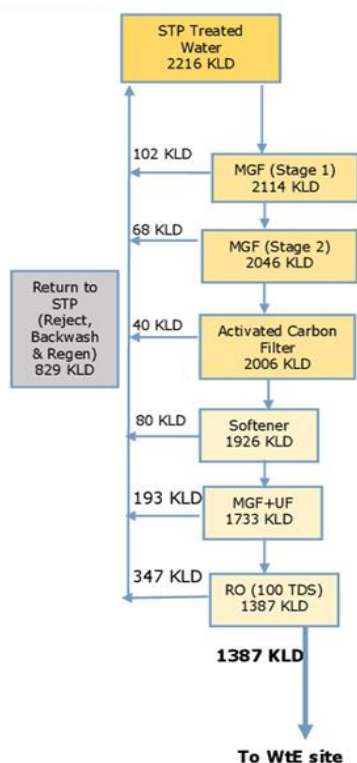 STP Treated
Water
2216 KLD
102 KLD
MGF (Stage 1)
2114 KLD
68 KLD
MGF (Stage 2)
2046 KLD
Return to
STP
(Reject,
Backwash
& Regen)
829 KLD
40 KLD
Activated Carbon
Filter
2006 KLD
80 KLD
Softener
1926 KLD
193 KLD
MGF+UF
1733 KLD
347 KLD
RO (100 TDS)
1387 KLD
1387 KLD
To WtE site